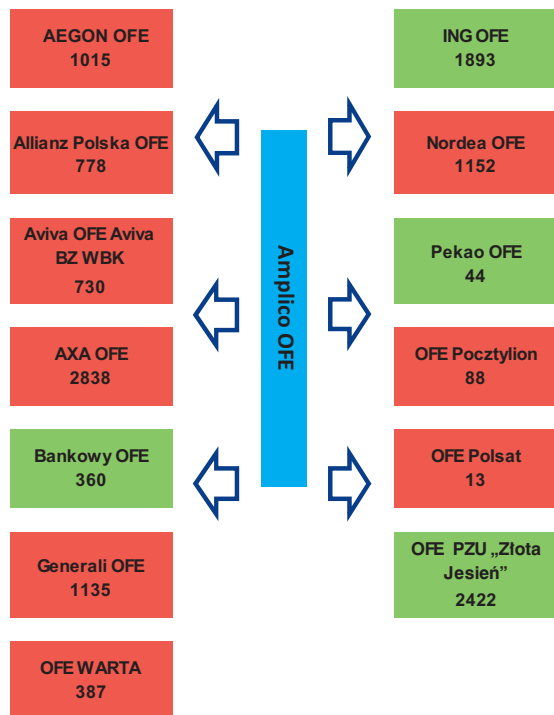 AEGON OFE
1015
Allianz Polska OFE
778
Aviva OFE Aviva
BZ WBK
730
AXA OFE
2838
Bankowy OFE
360
Generali OFE
1135
OFE WARTA
387
Amplico OFE
ING OFE
1893
Nordea OFE
1152
Pekao OFE
44
OFE Pocztylion
88
OFE Polsat
13
OFE PZU „Złota
Jesień”
2422